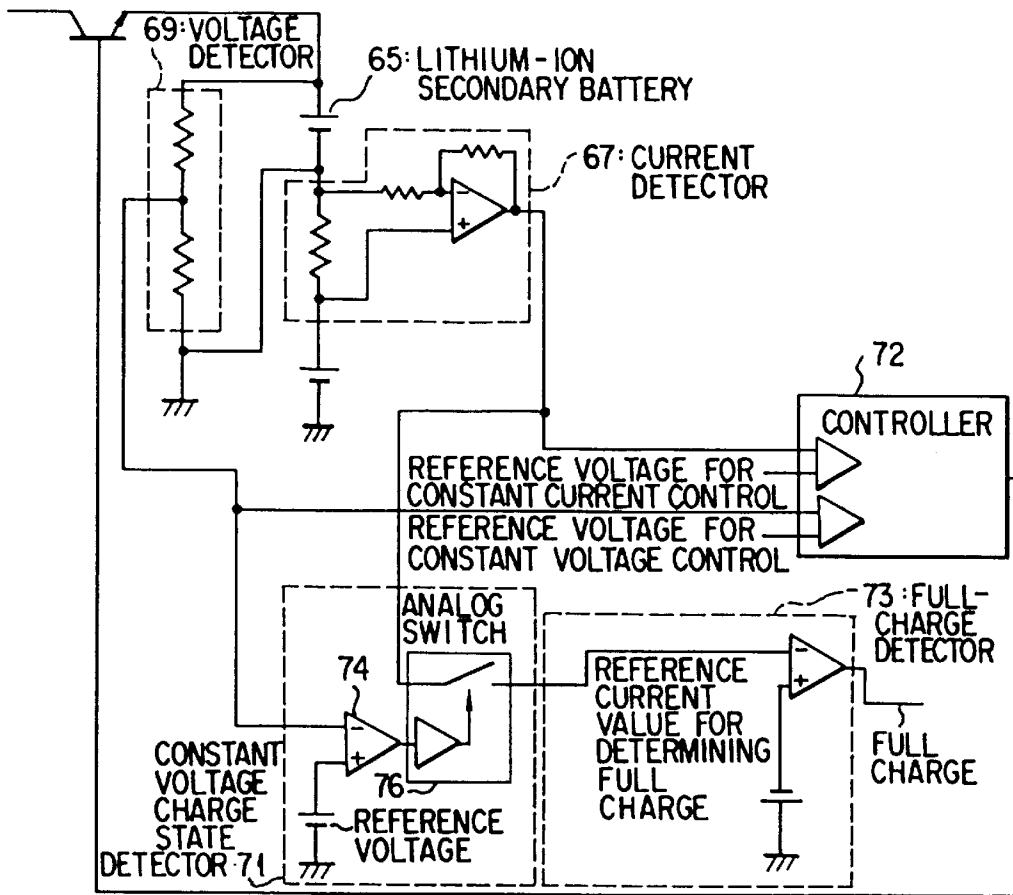 69:VOLTAGE
DETECTOR
65:LITHIUM-ION
SECONDARY BATTERY
67:CURRENT
DETECTOR
-
+
72
CONTROLLER
REFERENCE VOLTAGE FOR
CONSTANT CURRENT CONTROL
REFERENCE VOLTAGE FOR
CONSTANT VOLTAGE CONTROL
ANALOG
SWITCH
73:FULL-
CHARGE
DETECTOR
74
-
+
76
REFERENCE
CURRENT
VALUE FOR
DETERMINING
FULL
CHARGE
-
+
FULL
CHARGE
CONSTANT
VOLTAGE
CHARGE
STATE
DETECTOR 71
REFERENCE
VOLTAGE